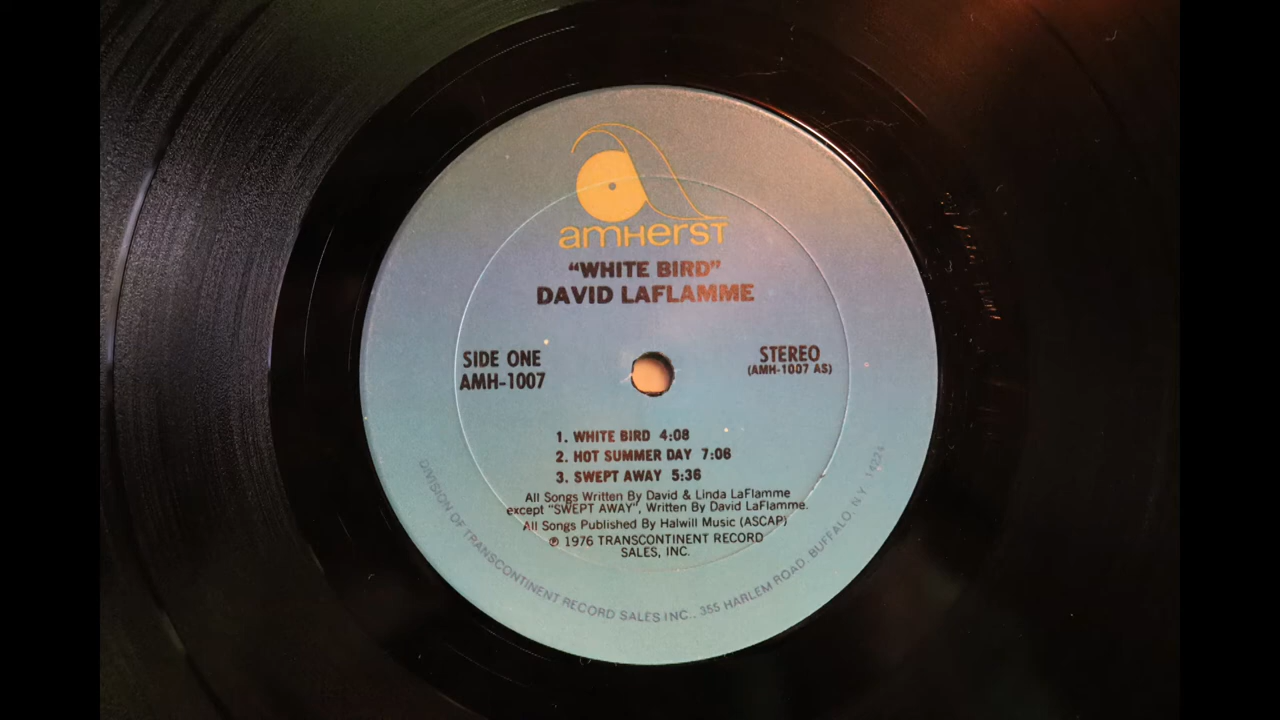 amHerST
“WHITE BIRD”
DAVID LAFLAMME
SIDE ONE
AMH-1007
STEREO
(AMH-1007 AS)
1. WHITE BIRD 4:08
2. HOT SUMMER DAY 7:06
3. SWEPT AWAY 5:36
All Songs Written By David & Linda LaFlamme
except “SWEPT AWAY”, Written By David LaFlamme.
All Songs Published By Halwill Music (ASCAP)
℗ 1976 TRANSCONTINENT RECORD
SALES, INC.
DIVISION OF TRANSCONTINENT RECORD SALES INC., 355 HARLEM ROAD, BUFFALO, N.Y. 14224